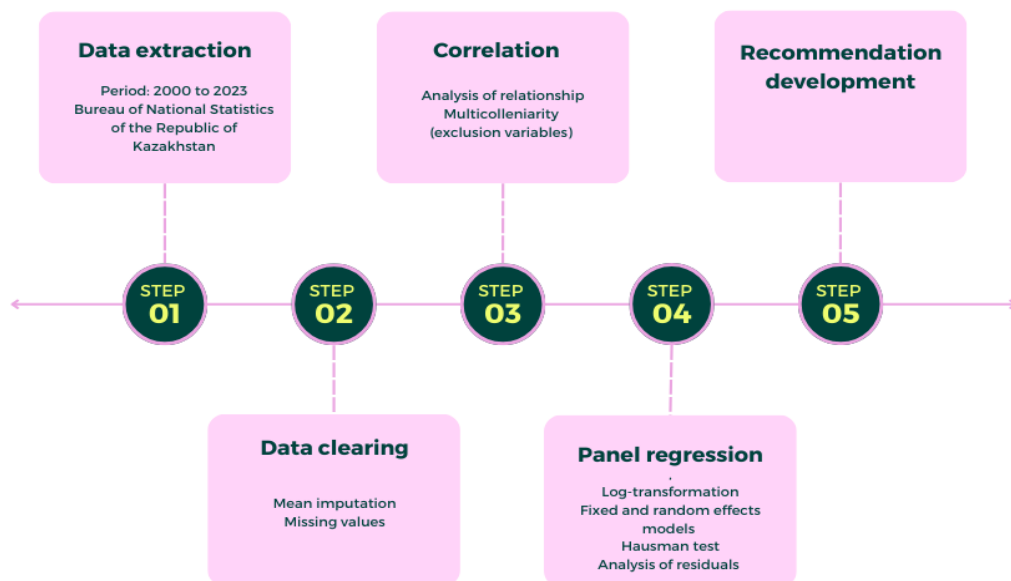 Data extraction
Period: 2000 to 2023
Bureau of National Statistics
of the Republic of
Kazakhstan
Correlation
Analysis of relationship
Multicolleniarity
(exclusion variables)
Recommendation
development
STEP
01
STEP
02
STEP
03
STEP
04
STEP
05
Data clearing
Mean imputation
Missing values
Panel regression
.
Log-transformation
Fixed and random effects
models
Hausman test
Analysis of residuals